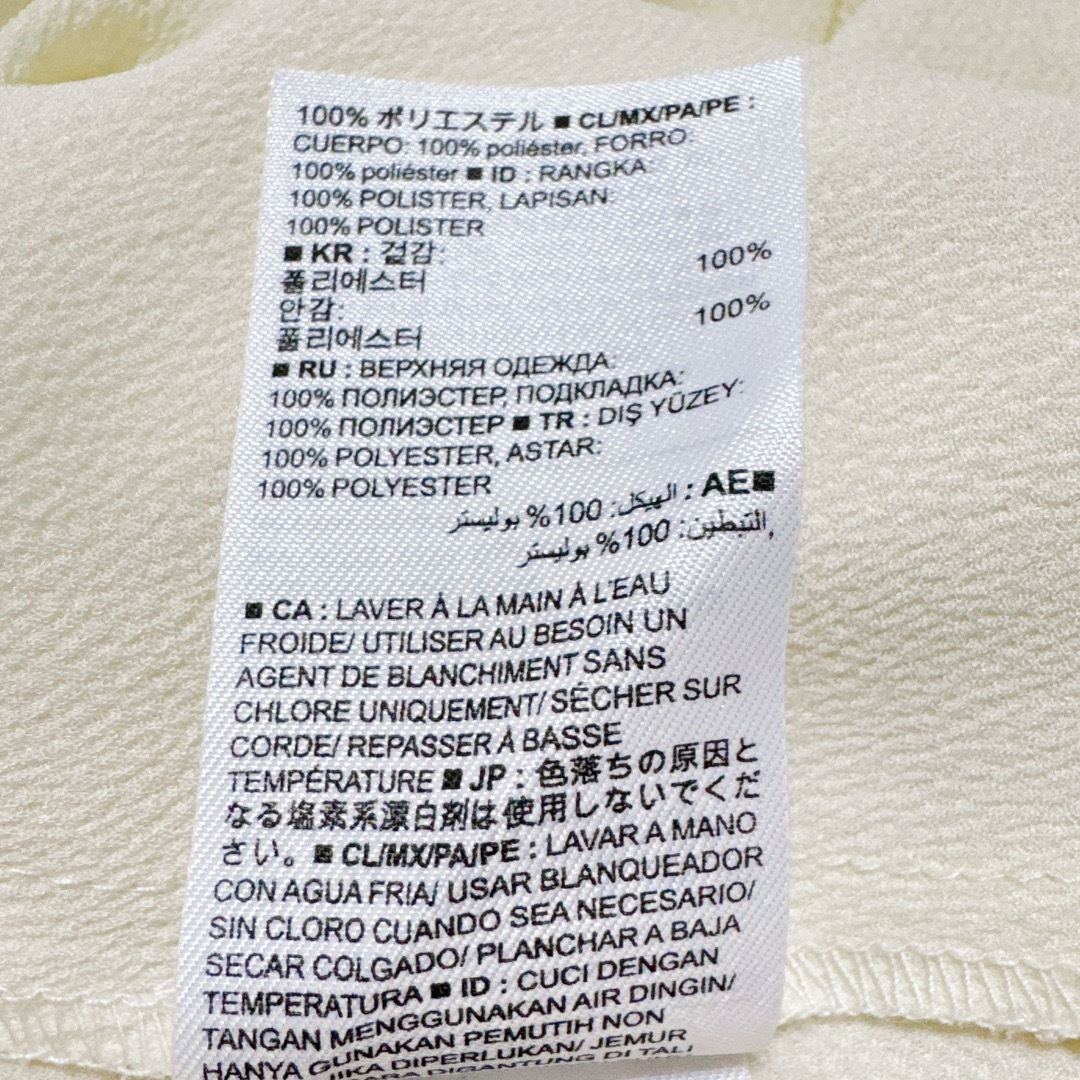 100% ポリエステル ■ CL/MX/PA/PE :
CUERPO: 100% poliéster, FORRO:
100% poliéster ■ ID : RANGKA:
100% POLISTER, LAPISAN:
100% POLISTER
■ KR : 겉감:
폴리에스터 100%
안감:
폴리에스터 100%
■ RU : ВЕРХНЯЯ ОДЕЖДА:
100% ПОЛИЭСТЕР, ПОДКЛАДКА:
100% ПОЛИЭСТЕР ■ TR : DIŞ YÜZEY:
100% POLYESTER, ASTAR:
100% POLYESTER
■AE : الهيكل: 100% بوليستر
,التبطين: 100% بوليستر
■ CA : LAVER À LA MAIN À L'EAU
FROIDE/ UTILISER AU BESOIN UN
AGENT DE BLANCHIMENT SANS
CHLORE UNIQUEMENT/ SÉCHER SUR
CORDE/ REPASSER À BASSE
TEMPÉRATURE ■ JP : 色落ちの原因と
なる塩素系漂白剤は使用しないでくだ
さい。■ CL/MX/PA/PE : LAVAR A MANO
CON AGUA FRIA/ USAR BLANQUEADOR
SIN CLORO CUANDO SEA NECESARIO/
SECAR COLGADO/ PLANCHAR A BAJA
TEMPERATURA ■ ID : CUCI DENGAN
TANGAN MENGGUNAKAN AIR DINGIN/
HANYA GUNAKAN PEMUTIH NON
JIKA DIPERLUKAN/ JEMUR
DIGANTUNG DI TALI